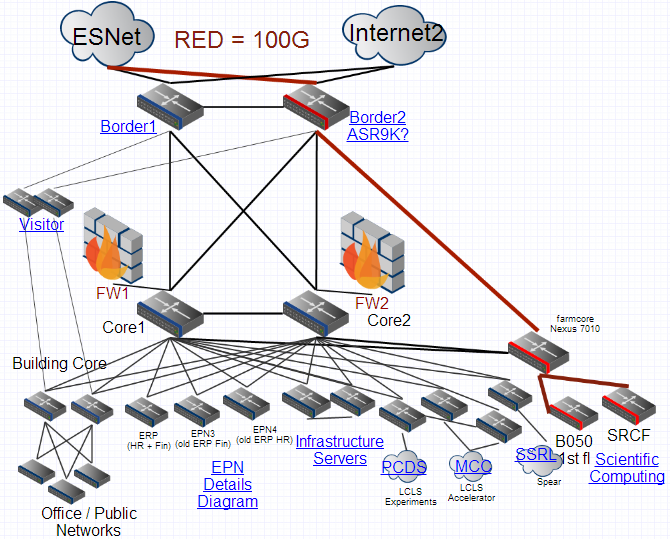 ESNet
RED = 100G
Internet2
Border1
Border2
ASR9K?
Visitor
FW1
FW2
Core1
Core2
farmcore
Nexus 7010
Building Core
ERP
(HR + Fin)
EPN3
(old ERP Fin)
EPN4
(old ERP HR)
Infrastructure
Servers
EPN
Details
Diagram
PCDS
LCLS
Experiments
MCC
LCLS
Accelerator
SSRL
Spear
B050
1st fl
SRCF
Scientific
Computing
Office / Public
Networks